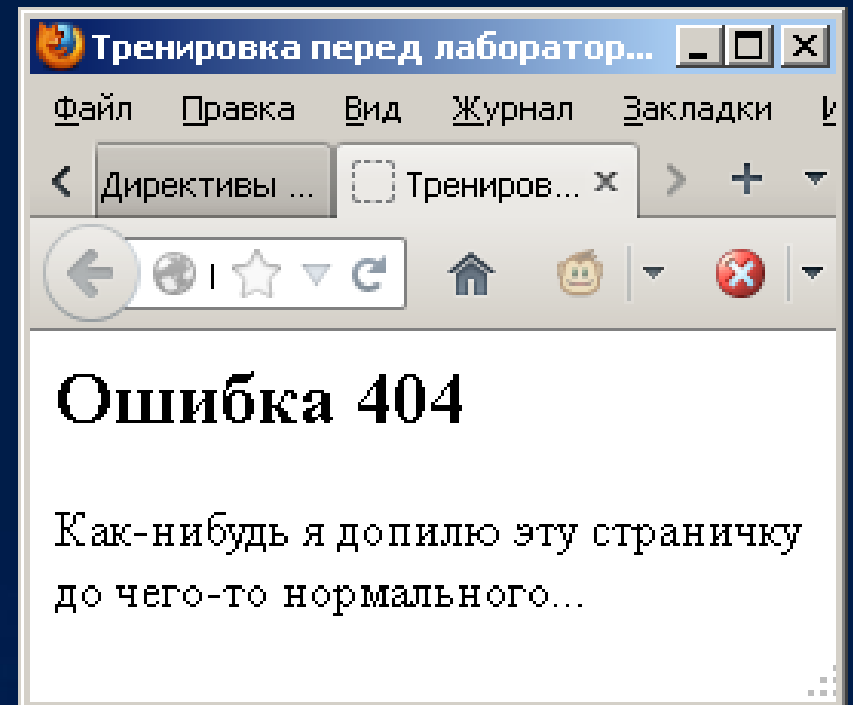 Тренировка перед лаборатор...
Файл Правка Вид Журнал Закладки И
Директивы ... Трениров...
Ошибка 404
Как-нибудь я допилю эту страничку
до чего-то нормального...